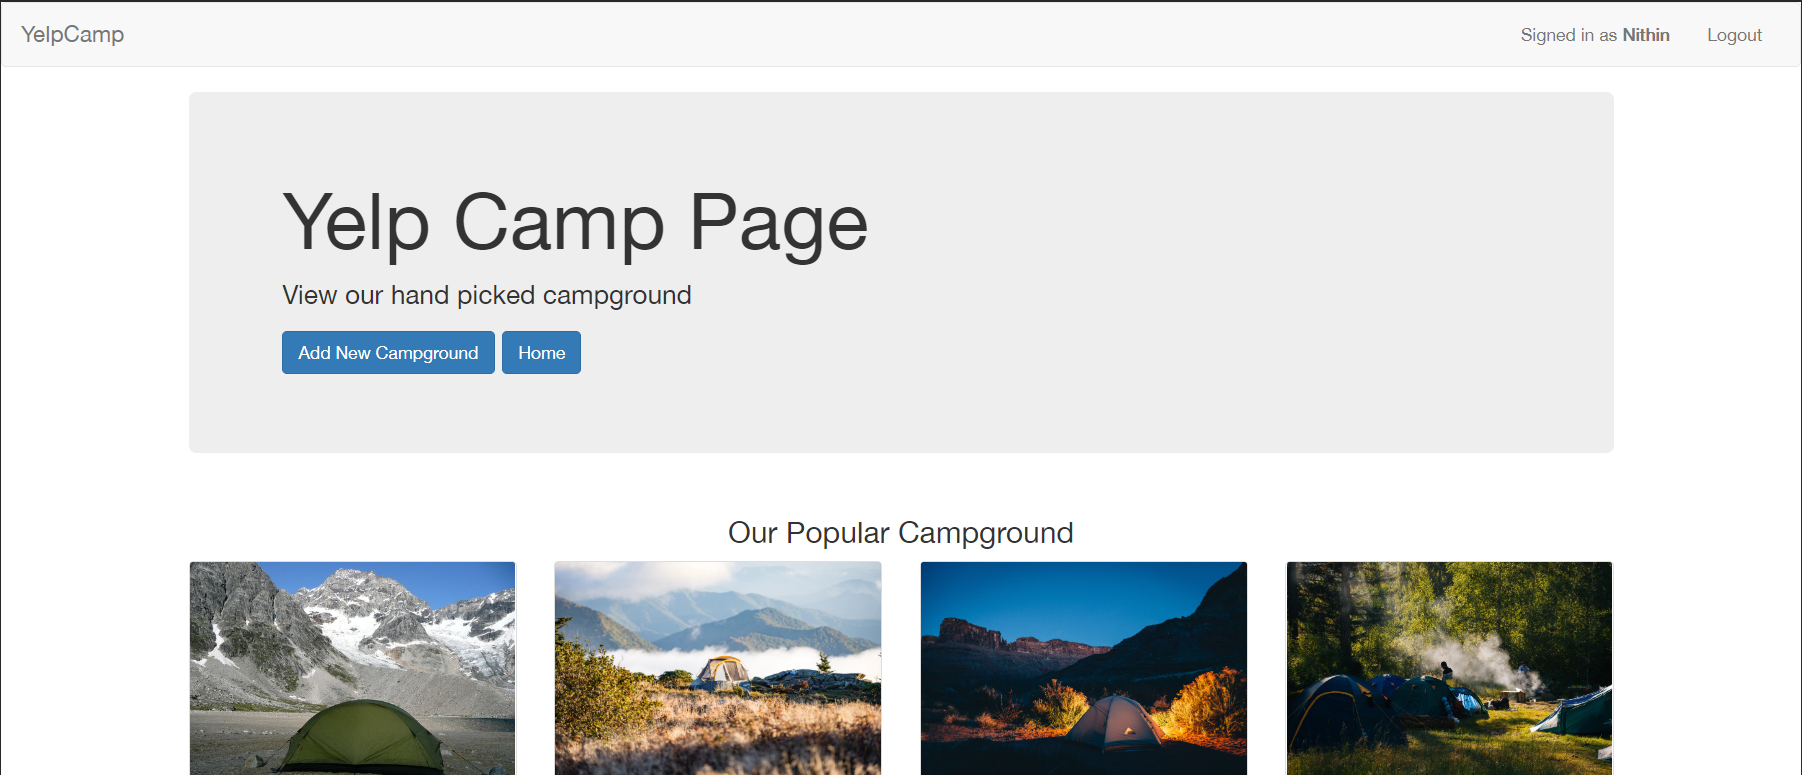 YelpCamp
Signed in as Nithin
Logout
Yelp Camp Page
View our hand picked campground
Add New Campground
Home
Our Popular Campground